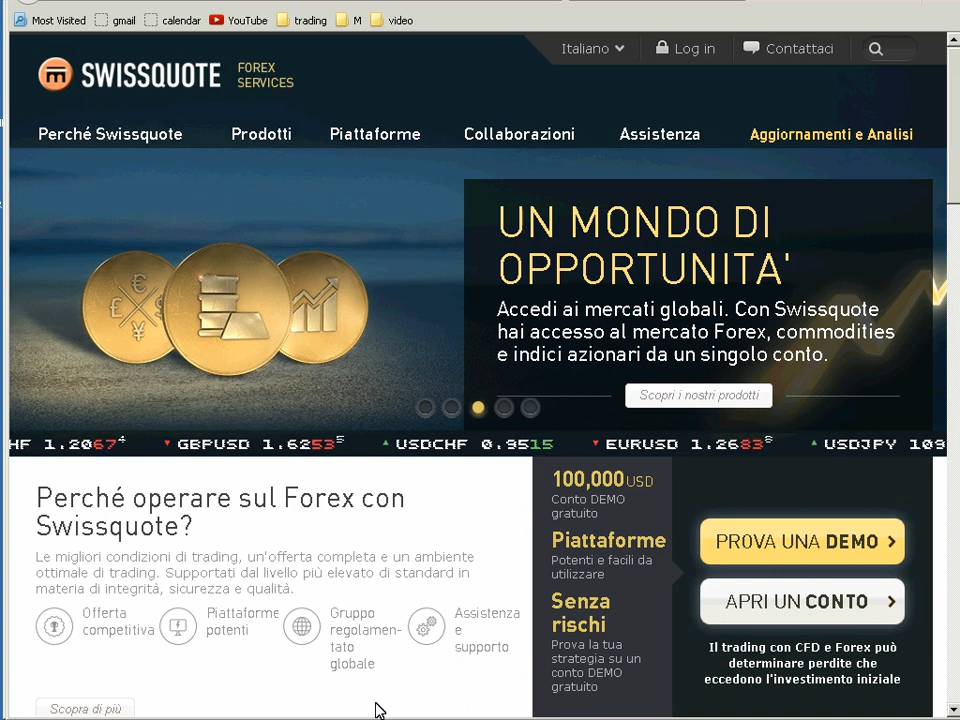 Most Visited gmail calendar YouTube trading M video
Italiano Log in Contattaci
SWISSQUOTE FOREX SERVICES
Perché Swissquote Prodotti Piattaforme Collaborazioni Assistenza Aggiornamenti e Analisi
UN MONDO DI
OPPORTUNITA'
Accedi ai mercati globali. Con Swissquote
hai accesso al mercato Forex, commodities
e indici azionari da un singolo conto.
Scopri i nostri prodotti
HF 1.20674 GBPUSD 1.62535 USDCHF 0.9515 EURUSD 1.26836 USDJPY 109
Perché operare sul Forex con
Swissquote?
Le migliori condizioni di trading, un'offerta completa e un ambiente
ottimale di trading. Supportati dal livello più elevato di standard in
materia di integrità, sicurezza e qualità.
Offerta
competitiva
Piattaforme
potenti
Gruppo
regolamen-
tato
globale
Assistenza
e
supporto
Scopra di più
100,000 USD
Conto DEMO
gratuito
Piattaforme
Potenti e facili da
utilizzare
Senza
rischi
Prova la tua
strategia su un
conto DEMO
gratuito
PROVA UNA DEMO
APRI UN CONTO
Il trading con CFD e Forex può
determinare perdite che
eccedono l'investimento iniziale